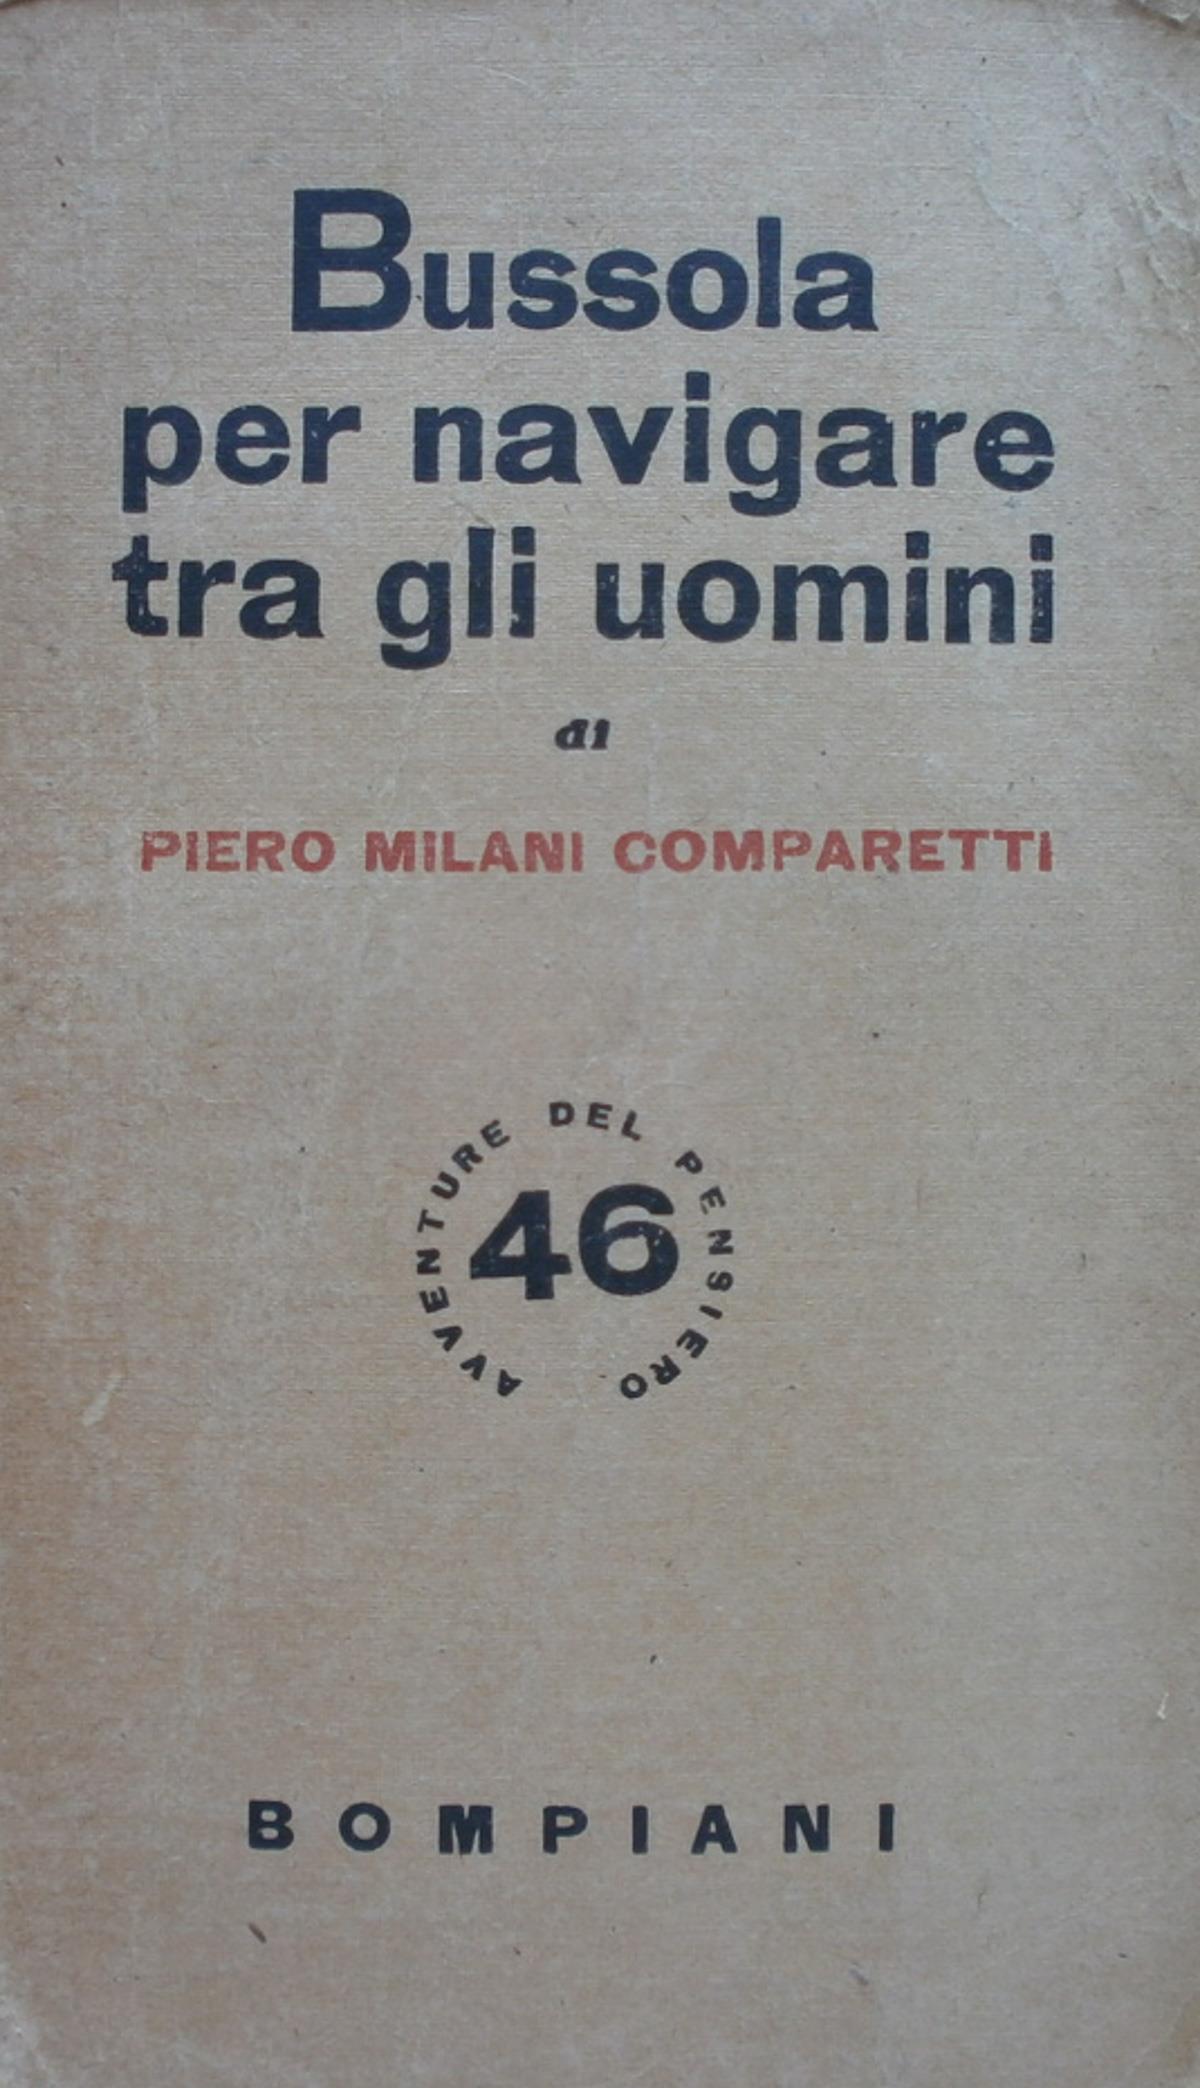 Bussola
per navigare
tra gli uomini
di
PIERO MILANI COMPARETTI
AVVENTURE DEL PENSIERO
46
BOMPIANI